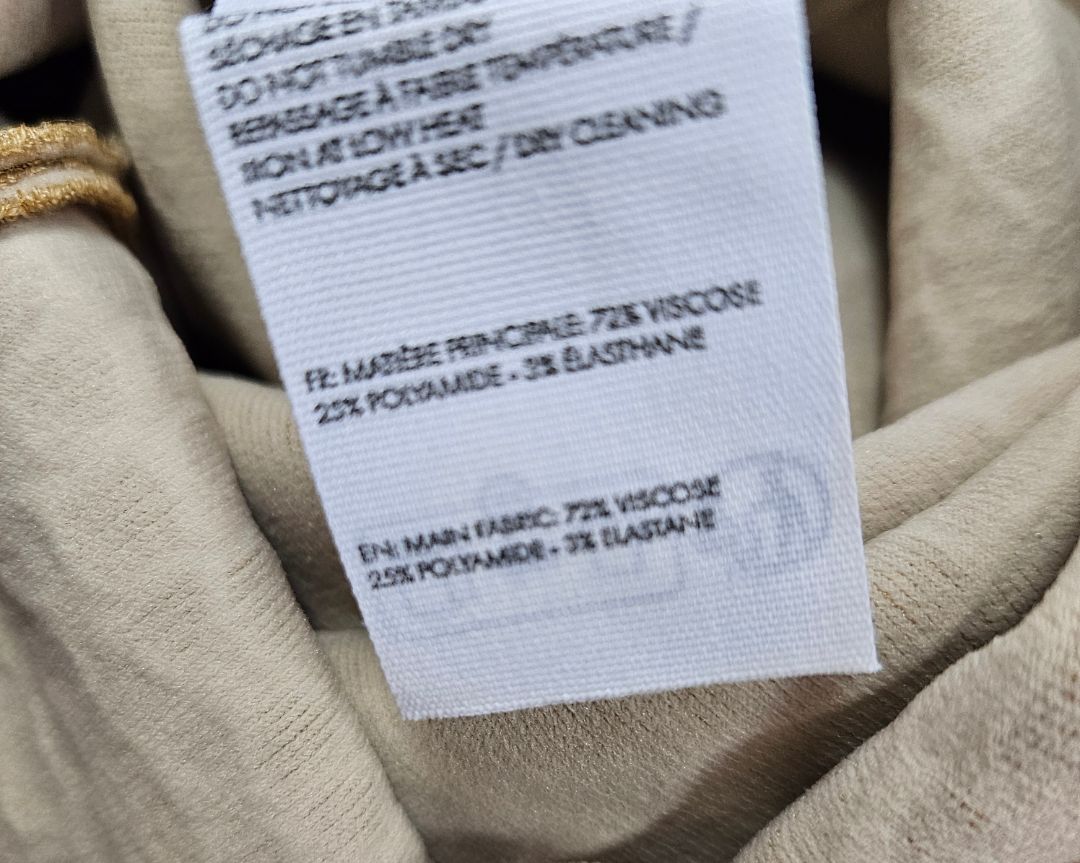 SÉCHAGE EN
DO NOT TUMBLE DRY
REPASSAGE À FAIBLE TEMPÉRATURE /
IRON AT LOW HEAT
NETTOYAGE À SEC / DRY CLEANING
FR: MATIÈRE PRINCIPALE: 72% VISCOSE
25% POLYAMIDE - 3% ÉLASTHANE
EN: MAIN FABRIC: 72% VISCOSE
25% POLYAMIDE - 3% ELASTANE